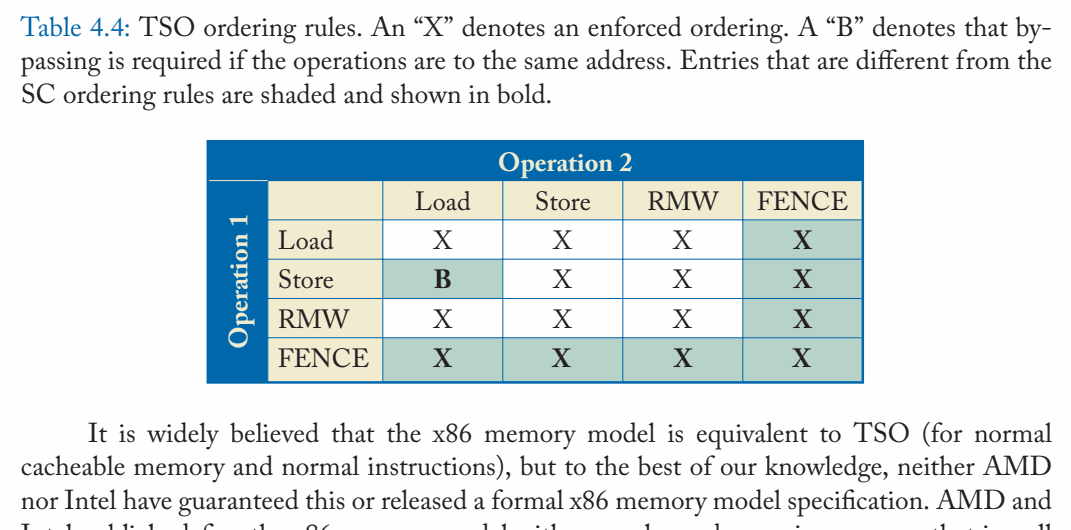 Table 4.4: TSO ordering rules. An “X” denotes an enforced ordering. A “B” denotes that by-
passing is required if the operations are to the same address. Entries that are different from the
SC ordering rules are shaded and shown in bold.
Operation 2
Operation 1
Load Store RMW FENCE
Load X X X X
Store B X X X
RMW X X X X
FENCE X X X X
It is widely believed that the x86 memory model is equivalent to TSO (for normal
cacheable memory and normal instructions), but to the best of our knowledge, neither AMD
nor Intel have guaranteed this or released a formal x86 memory model specification. AMD and